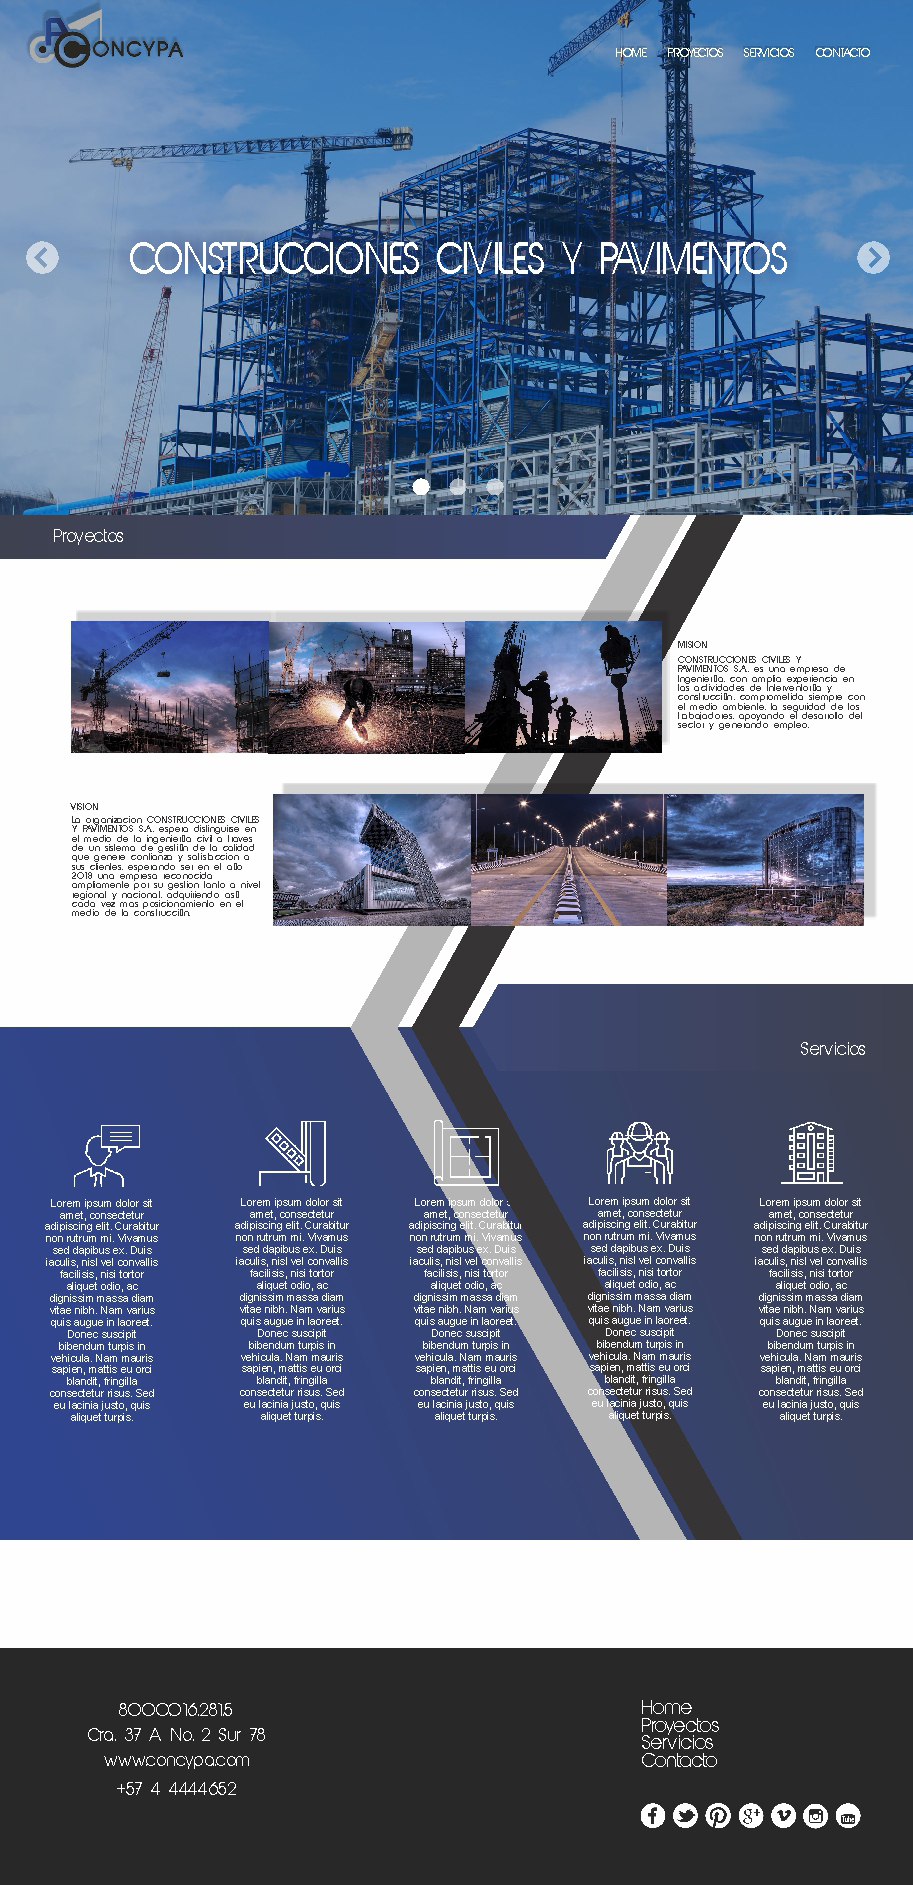 CONCYPA
HOME PROYECTOS SERVICIOS CONTACTO
CONSTRUCCIONES CIVILES Y PAVIMENTOS
Proyectos
MISION
CONSTRUCCIONES CIVILES Y
PAVIMENTOS S.A. es una empresa de
con amplia experiencia en
las actividades de y
comprometida siempre con
el medio ambiente, la seguridad de los
trabajadores, apoyando el desarrollo del
sector y generando empleo.
VISION
La organizacion CONSTRUCCIONES CIVILES
Y PAVIMENTOS S.A. espera distinguirse en
el medio de la civil a traves
de un sistema de de la calidad
que genere confianza y satisfaccion a
sus clientes, esperando ser en el
2018 una empresa reconocida
ampliamente por su gestion tanto a nivel
regional y nacional, adquiriendo
cada vez mas posicionamiento en el
medio de la
Servicios
Lorem ipsum dolor sit
amet, consectetur
adipiscing elit. Curabitur
non rutrum mi. Vivamus
sed dapibus ex. Duis
iaculis, nisl vel convallis
facilisis, nisi tortor
aliquet odio, ac
dignissim massa diam
vitae nibh. Nam varius
quis augue in laoreet.
Donec suscipit
bibendum turpis in
vehicula. Nam mauris
sapien, mattis eu orci
blandit, fringilla
consectetur risus. Sed
eu lacinia justo, quis
aliquet turpis.
Lorem ipsum dolor sit
amet, consectetur
adipiscing elit. Curabitur
non rutrum mi. Vivamus
sed dapibus ex. Duis
iaculis, nisl vel convallis
facilisis, nisi tortor
aliquet odio, ac
dignissim massa diam
vitae nibh. Nam varius
quis augue in laoreet.
Donec suscipit
bibendum turpis in
vehicula. Nam mauris
sapien, mattis eu orci
blandit, fringilla
consectetur risus. Sed
eu lacinia justo, quis
aliquet turpis.
Lorem ipsum dolor
amet, consectetur
adipiscing elit. Curabitur
non rutrum mi. Vivamus
sed dapibus ex. Duis
iaculis, nisl vel convallis
facilisis, nisi tortor
aliquet odio, ac
dignissim massa diam
vitae nibh. Nam varius
quis augue in laoreet.
Donec suscipit
bibendum turpis in
vehicula. Nam mauris
sapien, mattis eu orci
blandit, fringilla
consectetur risus. Sed
eu lacinia justo, quis
aliquet turpis.
Lorem ipsum dolor sit
amet, consectetur
adipiscing elit. Curabitur
non rutrum mi. Vivamus
sed dapibus ex. Duis
iaculis, nisl vel convallis
facilisis, nisi tortor
aliquet odio, ac
dignissim massa diam
vitae nibh. Nam varius
quis augue in laoreet.
Donec suscipit
bibendum turpis in
vehicula. Nam mauris
sapien, mattis eu orci
blandit, fringilla
consectetur risus. Sed
eu lacinia justo, quis
aliquet turpis.
Lorem ipsum dolor sit
amet, consectetur
adipiscing elit. Curabitur
non rutrum mi. Vivamus
sed dapibus ex. Duis
iaculis, nisl vel convallis
facilisis, nisi tortor
aliquet odio, ac
dignissim massa diam
vitae nibh. Nam varius
quis augue in laoreet.
Donec suscipit
bibendum turpis in
vehicula. Nam mauris
sapien, mattis eu orci
blandit, fringilla
consectetur risus. Sed
eu lacinia justo, quis
aliquet turpis.
800.0016.281.5
Cra. 37 A No. 2 Sur 78
www.concypa.com
+57 4 4444652
Home
Proyectos
Servicios
Contacto